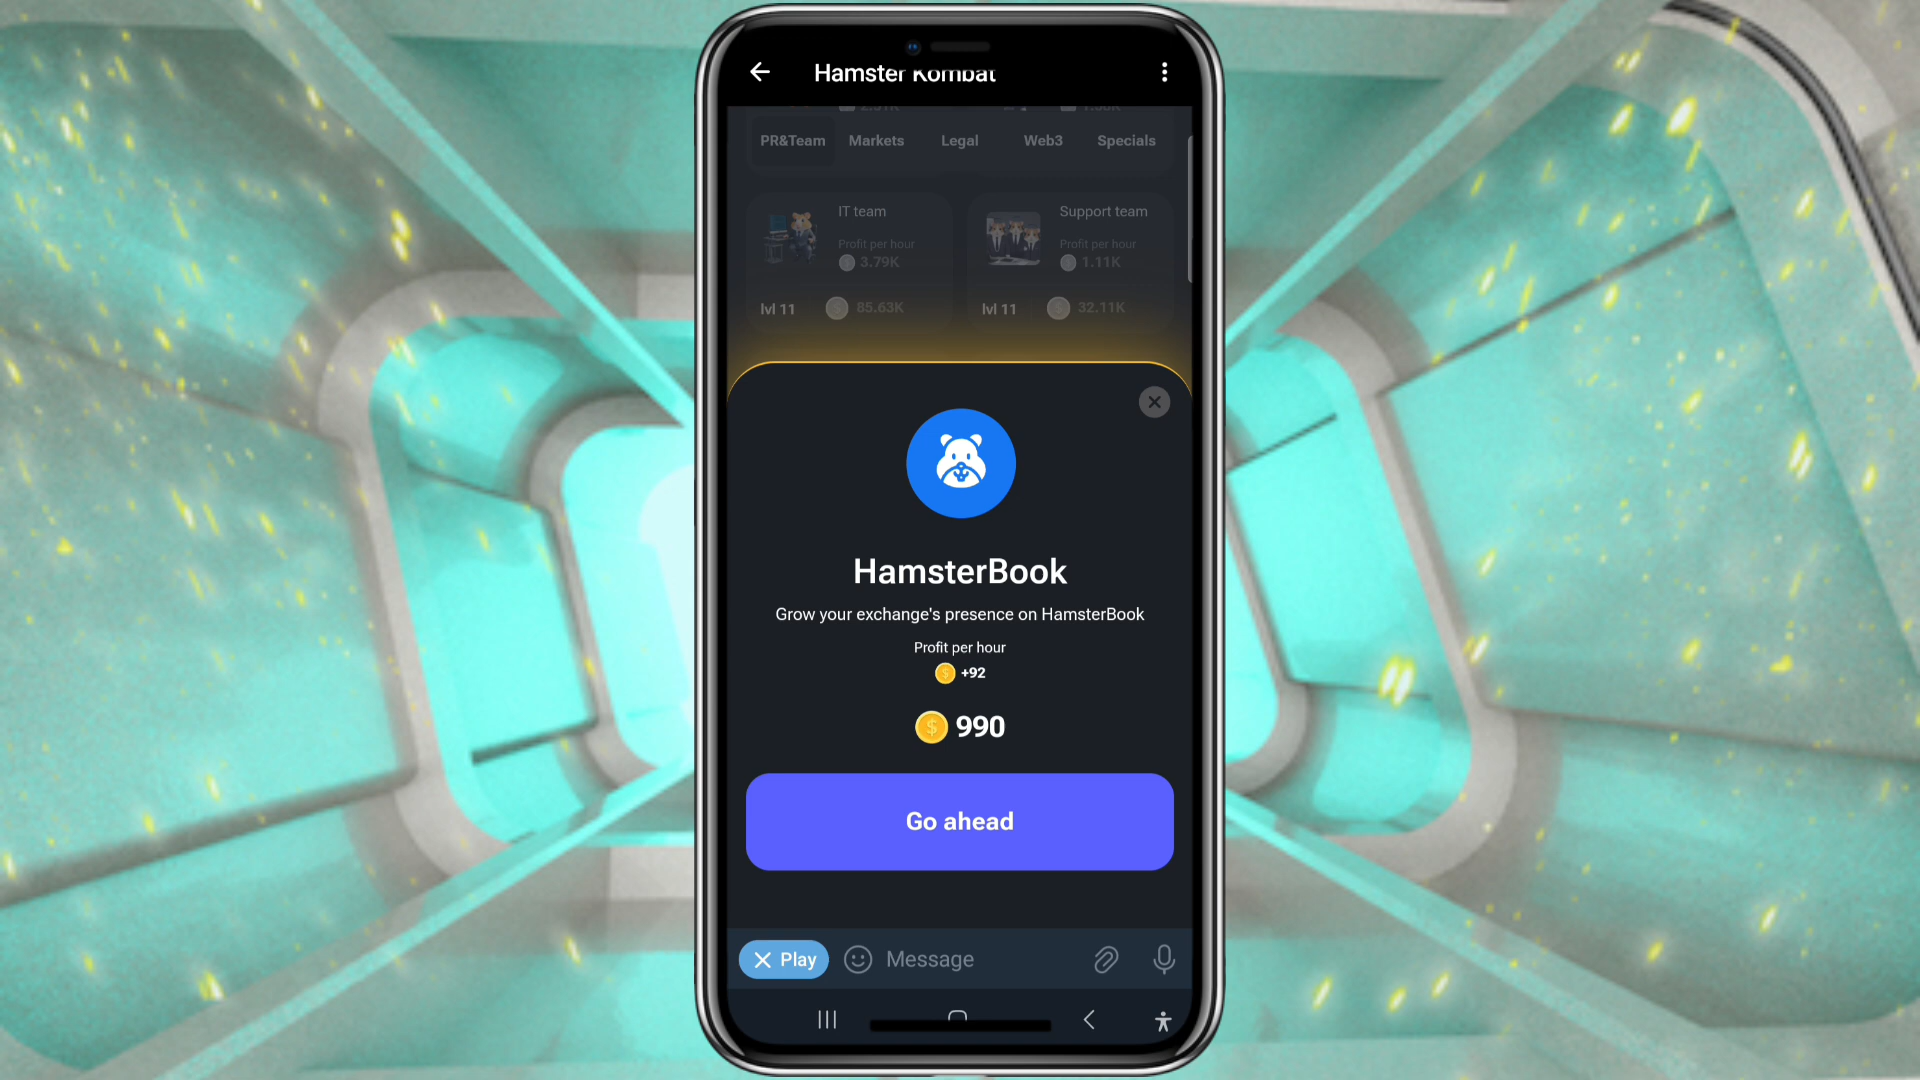 Hamster Kombat
PR&Team Markets Legal Web3 Specials
IT team
Profit per hour
3.79K
lvl 11 85.63K
Support team
Profit per hour
1.11K
lvl 11 32.11K
HamsterBook
Grow your exchange's presence on HamsterBook
Profit per hour
+92
990
Go ahead
Play Message